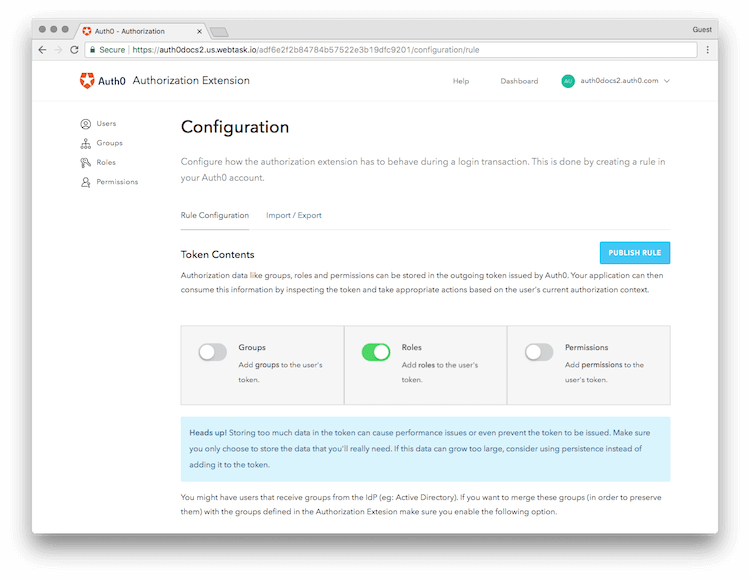 Auth0 - Authorization
Guest
Secure | https://auth0docs2.us.webtask.io/adf6e2f2b84784b57522e3b19dfc9201/configuration/rule
Auth0 Authorization Extension
Help
Dashboard
AU
auth0docs2.auth0.com
Users
Groups
Roles
Permissions
Configuration
Configure how the authorization extension has to behave during a login transaction. This is done by creating a rule in
your Auth0 account.
Rule Configuration
Import / Export
Token Contents
PUBLISH RULE
Authorization data like groups, roles and permissions can be stored in the outgoing token issued by Auth0. Your application can then
consume this information by inspecting the token and take appropriate actions based on the user's current authorization context.
Groups
Add groups to the user's
token.
Roles
Add roles to the user's
token.
Permissions
Add permissions to the
user's token.
Heads up! Storing too much data in the token can cause performance issues or even prevent the token to be issued. Make sure
you only choose to store the data that you'll really need. If this data can grow too large, consider using persistence instead of
adding it to the token.
You might have users that receive groups from the IdP (eg: Active Directory). If you want to merge these groups (in order to preserve
them) with the groups defined in the Authorization Extesion make sure you enable the following option.